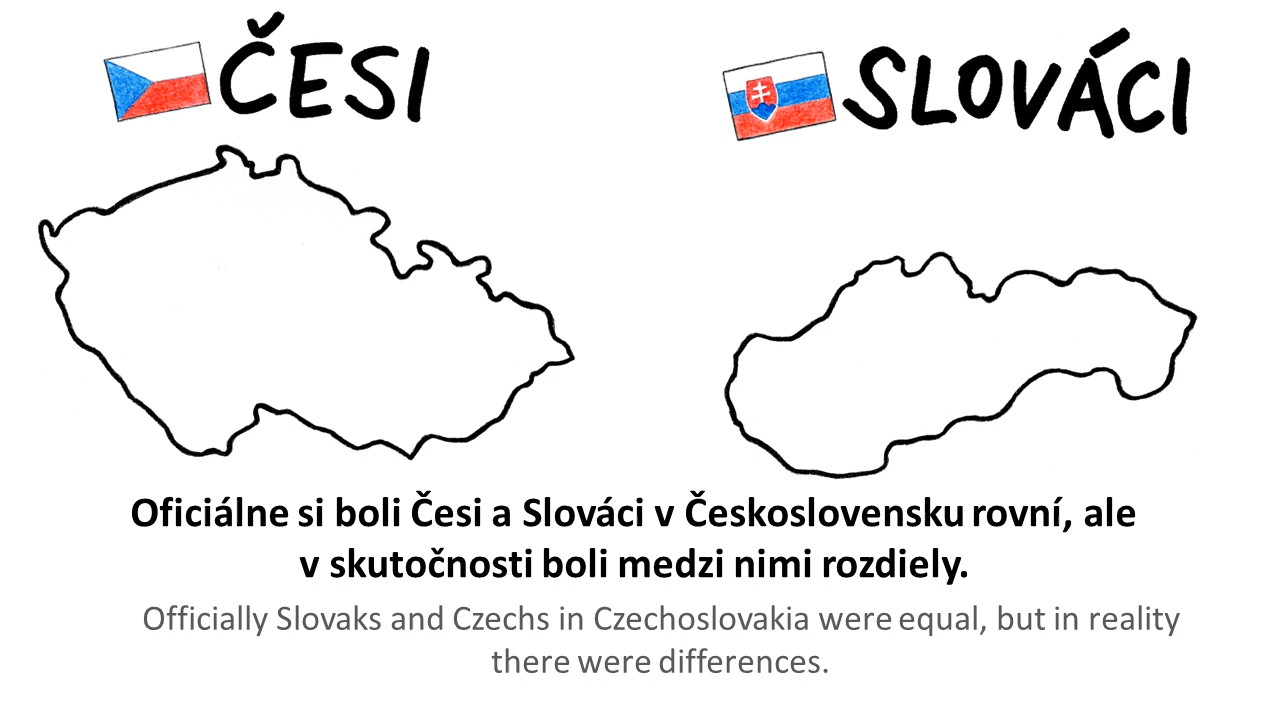 ČESI
SLOVÁCI
Oficiálne si boli Česi a Slováci v Československu rovní, ale
v skutočnosti boli medzi nimi rozdiely.
Officially Slovaks and Czechs in Czechoslovakia were equal, but in reality
there were differences.